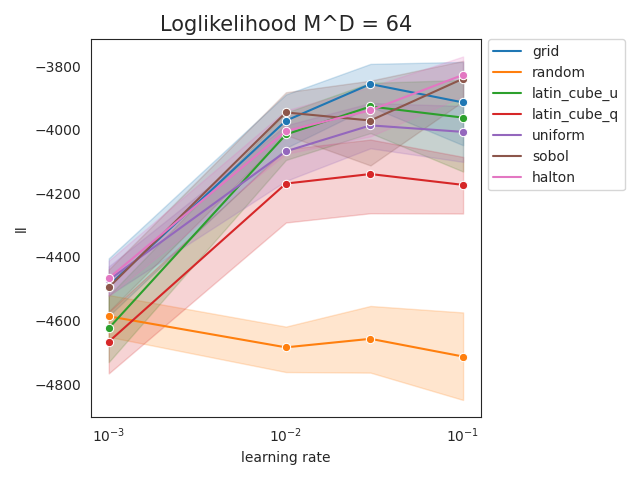 Loglikelihood M^D = 64
ll
−3800
−4000
−4200
−4400
−4600
−4800
10⁻³
10⁻²
10⁻¹
learning rate
grid
random
latin_cube_u
latin_cube_q
uniform
sobol
halton